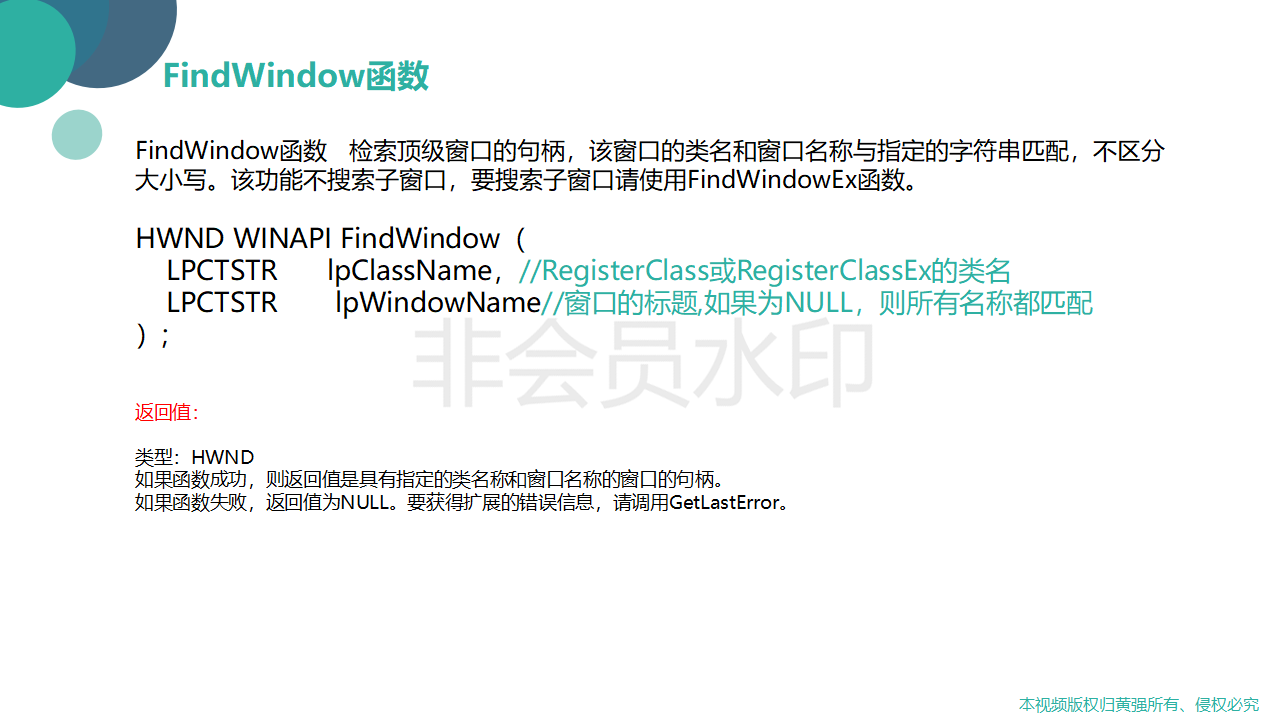 FindWindow函数
FindWindow函数 检索顶级窗口的句柄，该窗口的类名和窗口名称与指定的字符串匹配，不区分
大小写。该功能不搜索子窗口，要搜索子窗口请使用FindWindowEx函数。
HWND WINAPI FindWindow（
LPCTSTR lpClassName，//RegisterClass或RegisterClassEx的类名
LPCTSTR lpWindowName//窗口的标题,如果为NULL，则所有名称都匹配
）;
非会员水印
返回值：
类型：HWND
如果函数成功，则返回值是具有指定的类名称和窗口名称的窗口的句柄。
如果函数失败，返回值为NULL。要获得扩展的错误信息，请调用GetLastError。
本视频版权归黄强所有、侵权必究